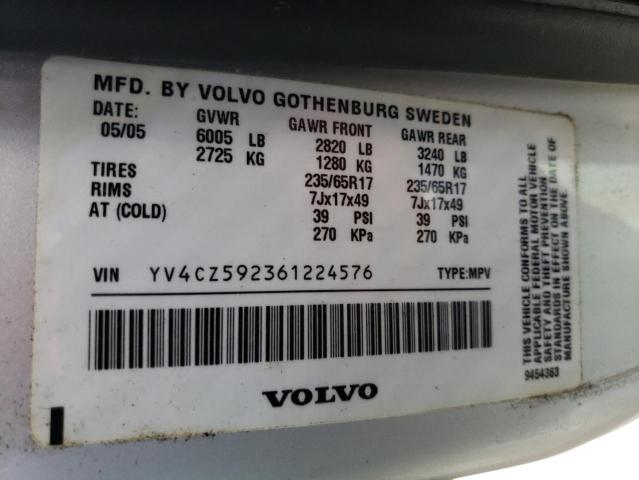 MFD. BY VOLVO GOTHENBURG SWEDEN
DATE: GVWR GAWR FRONT GAWR REAR
05/05 6005 LB 2820 LB 3240 LB
2725 KG 1280 KG 1470 KG
TIRES 235/65R17 235/65R17
RIMS 7Jx17x49 7Jx17x49
AT (COLD) 39 PSI 39 PSI
270 KPa 270 KPa
VIN YV4CZ592361224576 TYPE:MPV
VOLVO
THIS VEHICLE CONFORMS TO ALL
APPLICABLE FEDERAL MOTOR VEHICLE
SAFETY AND THEFT PREVENTION
STANDARDS IN EFFECT ON THE DATE OF
MANUFACTURE SHOWN ABOVE.
9454363